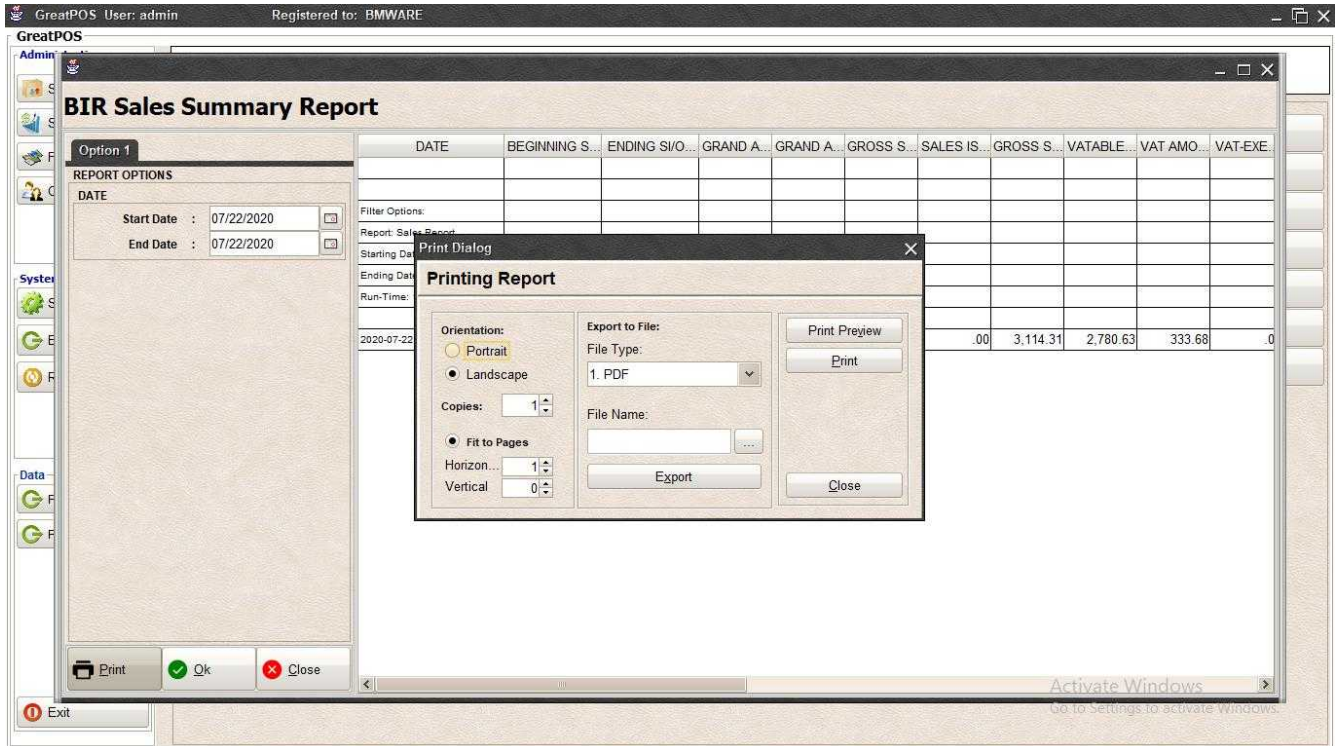 GreatPOS User: admin Registered to: BMWARE
GreatPOS
BIR Sales Summary Report
Option 1
REPORT OPTIONS
DATE
Start Date : 07/22/2020
End Date : 07/22/2020
DATE BEGINNING S... ENDING SI/O... GRAND A... GRAND A... GROSS S... SALES IS... GROSS S... VATABLE... VAT AMO... VAT-EXE
Filter Options:
Report: Sales Report
Starting Dat
Ending Date
Run-Time:
2020-07-22 .00 3,114.31 2,780.63 333.68 .0
Print Dialog
Printing Report
Orientation:
Portrait
Landscape
Copies: 1
Fit to Pages
Horizon... 1
Vertical 0
Export to File:
File Type:
1. PDF
File Name:
...
Export
Print Preview
Print
Close
Print Ok Close
Admin
System
Data
Exit
Activate Windows
Go to Settings to activate Windows.